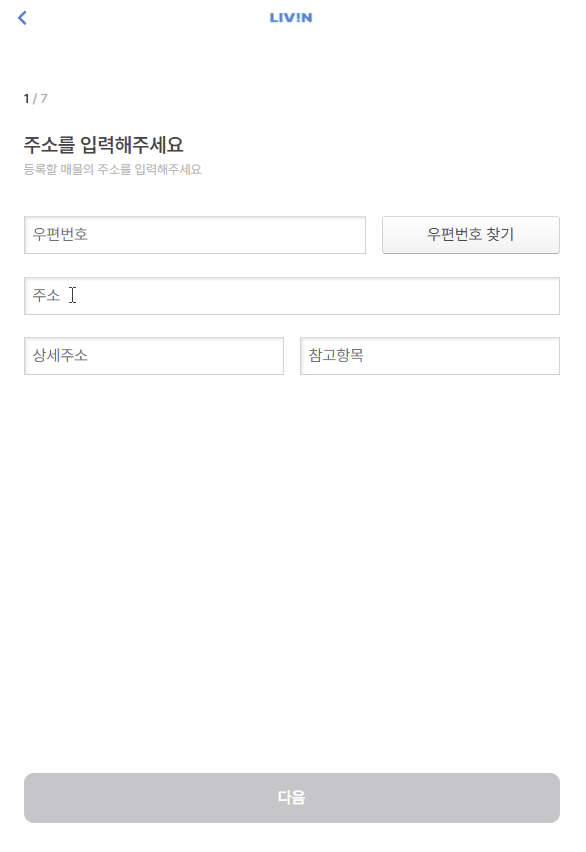 LIV!N
1 / 7
주소를 입력해주세요
등록할 매물의 주소를 입력해주세요
우편번호 우편번호 찾기
주소
상세주소 참고항목
다음